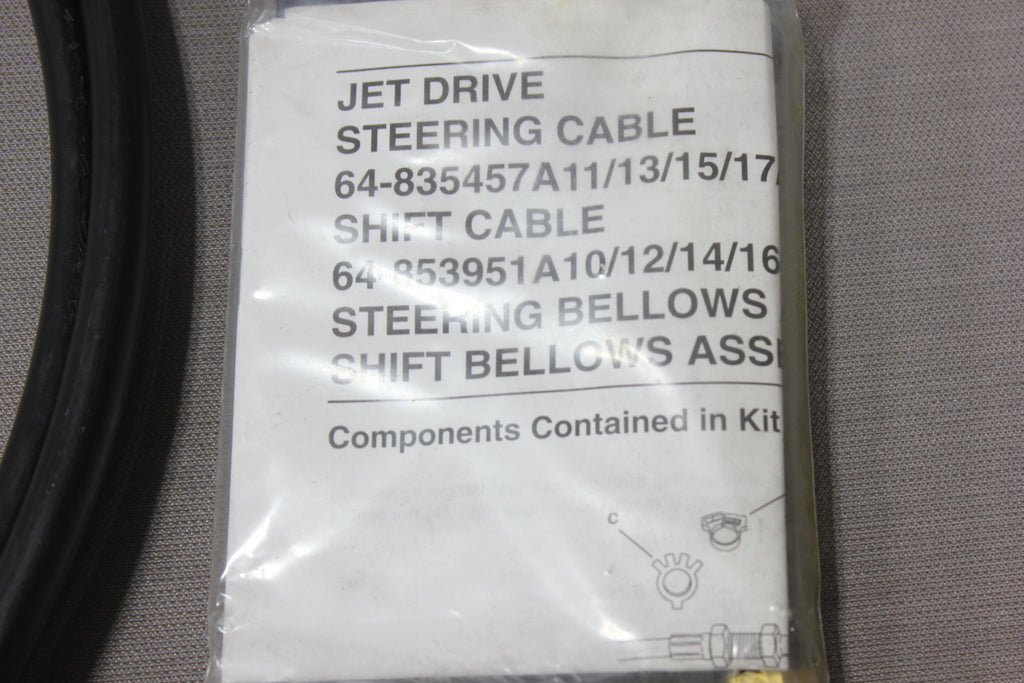 JET DRIVE
STEERING CABLE
64-835457A11/13/15/17/
SHIFT CABLE
64-853951A10/12/14/16
STEERING BELLOWS
SHIFT BELLOWS
Components Contained in Kit
c